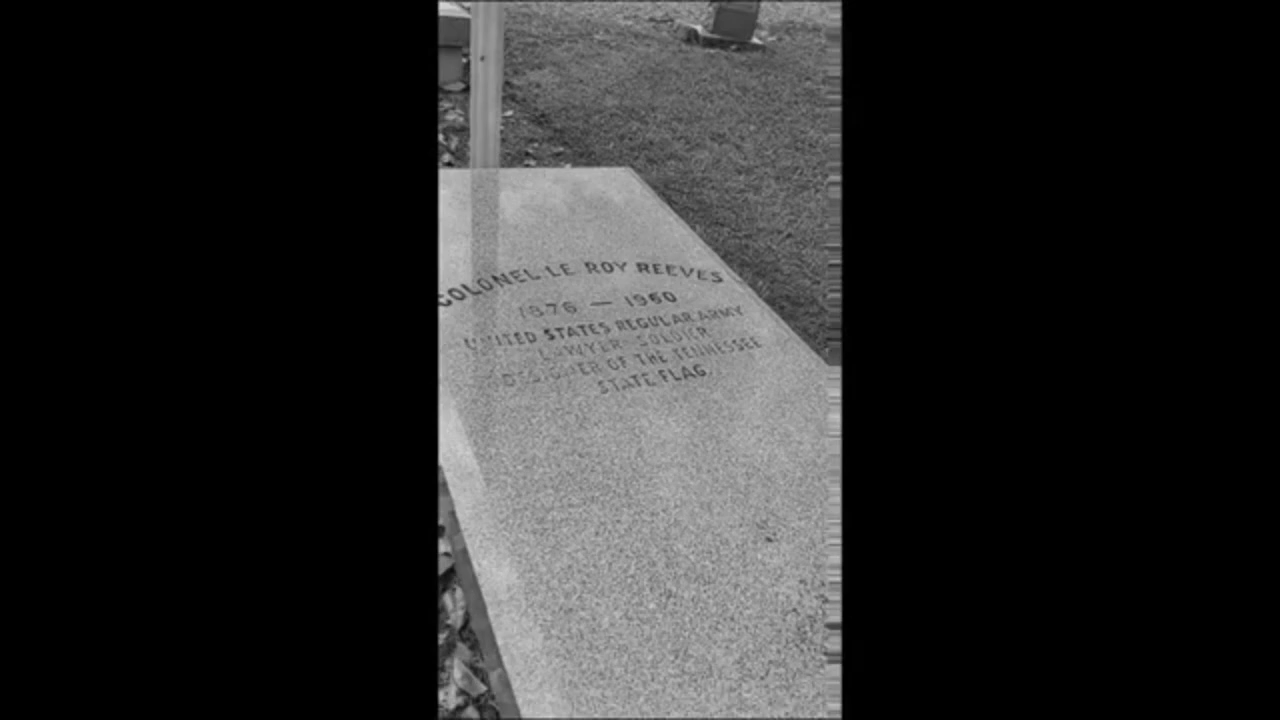 COLONEL LE ROY REEVES
1876 — 1960
UNITED STATES REGULAR ARMY
LAWYER SOLDIER
DESIGNER OF THE TENNESSEE
STATE FLAG